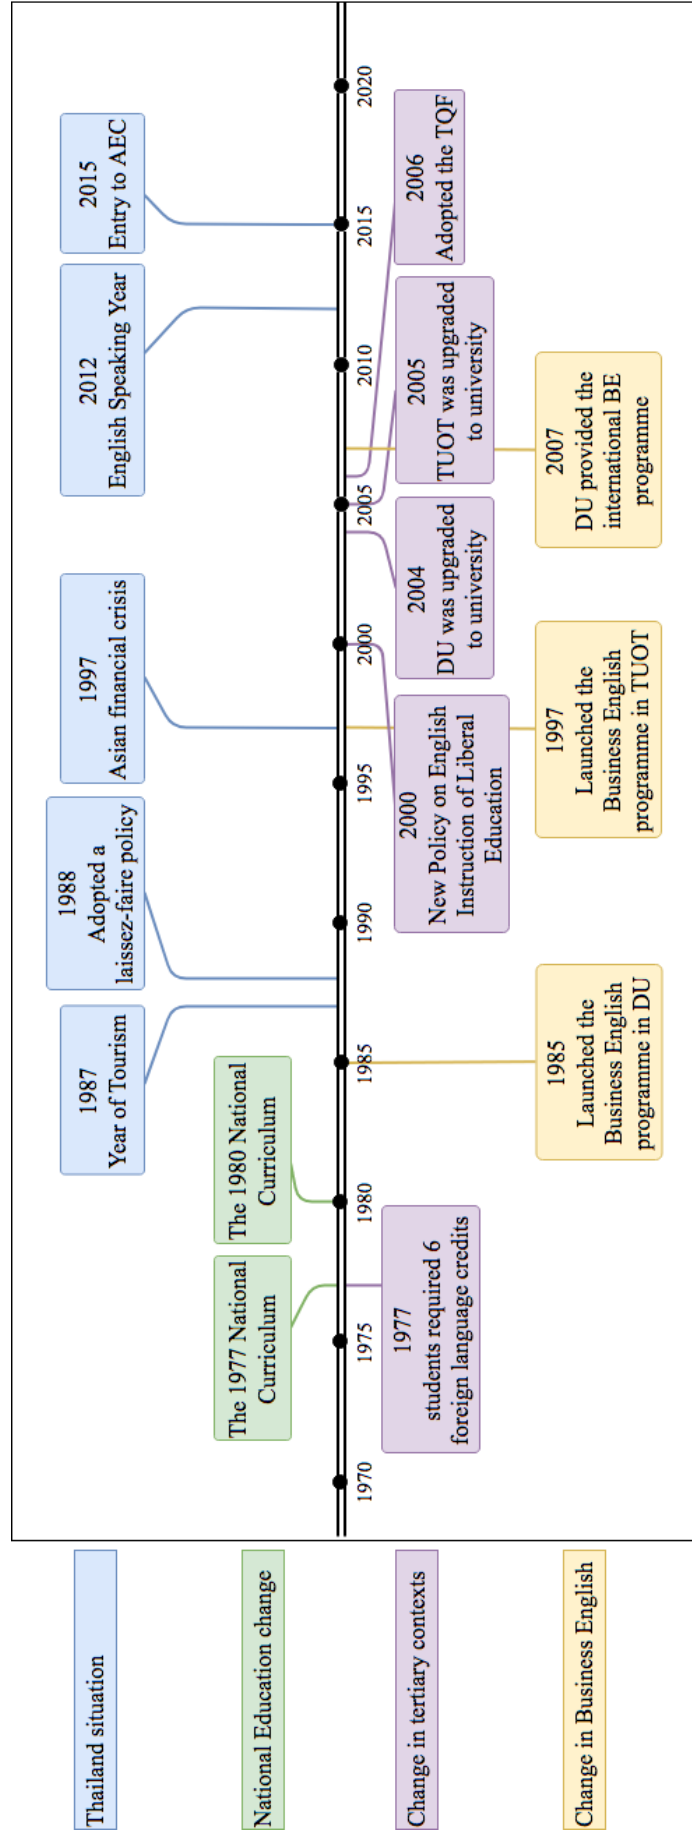 Thailand situation
1987
Year of Tourism
1988
Adopted a
laissez-faire policy
1997
Asian financial crisis
2012
English Speaking Year
2015
Entry to AEC
National Education change
The 1977 National
Curriculum
The 1980 National
Curriculum
1970
1975
1980
1985
1990
1995
2000
2005
2010
2015
2020
Change in tertiary contexts
1977
students required 6
foreign language credits
2000
New Policy on English
Instruction of Liberal
Education
2004
DU was upgraded
to university
2005
TUOT was upgraded
to university
2006
Adopted the TQF
Change in Business English
1985
Launched the
Business English
programme in DU
1997
Launched the
Business English
programme in TUOT
2007
DU provided the
international BE
programme